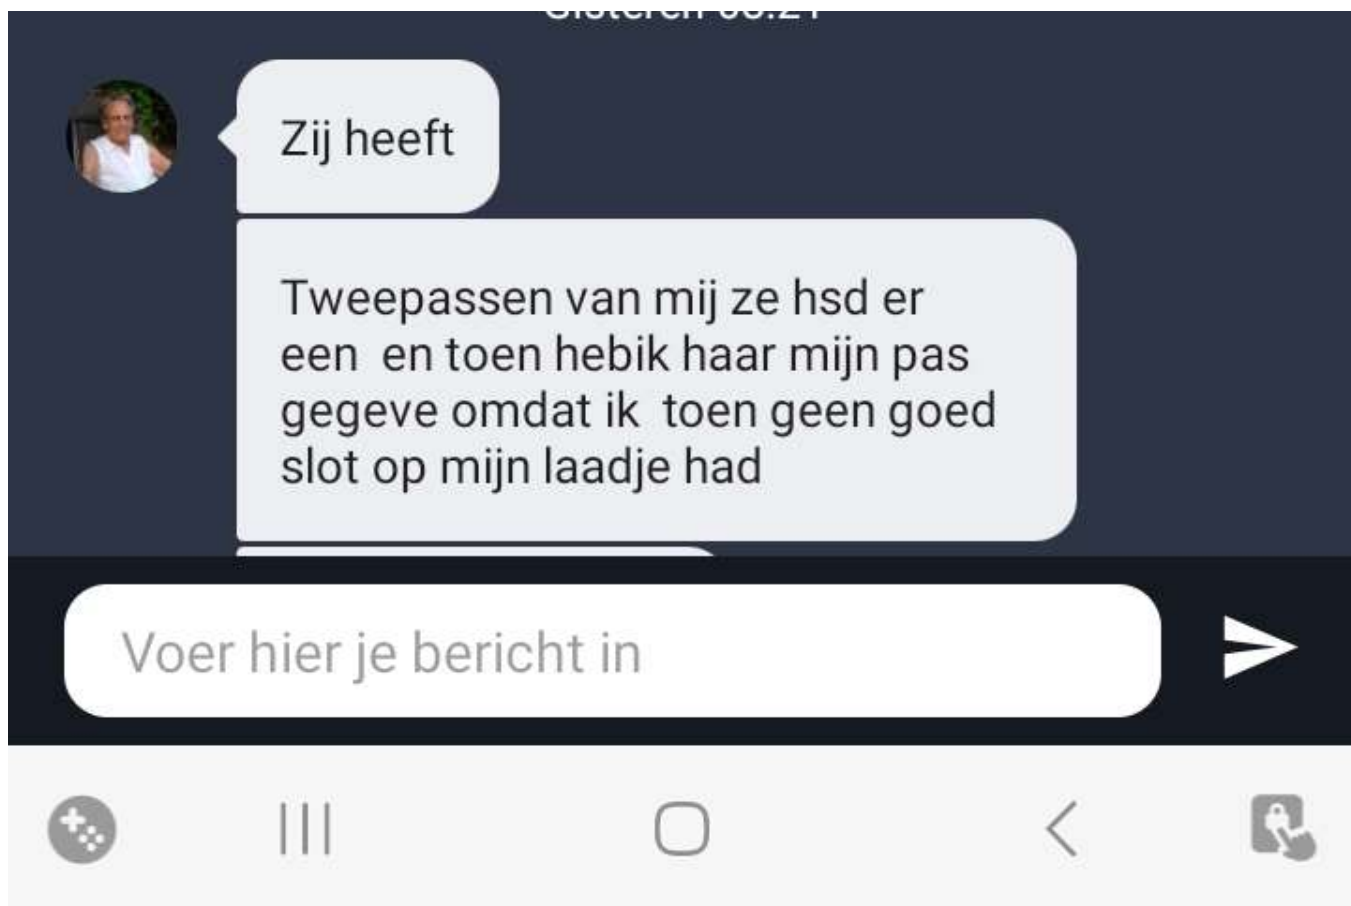 Zij heeft
Tweepassen van mij ze hsd er
een  en toen hebik haar mijn pas
gegeve omdat ik  toen geen goed
slot op mijn laadje had
Voer hier je bericht in